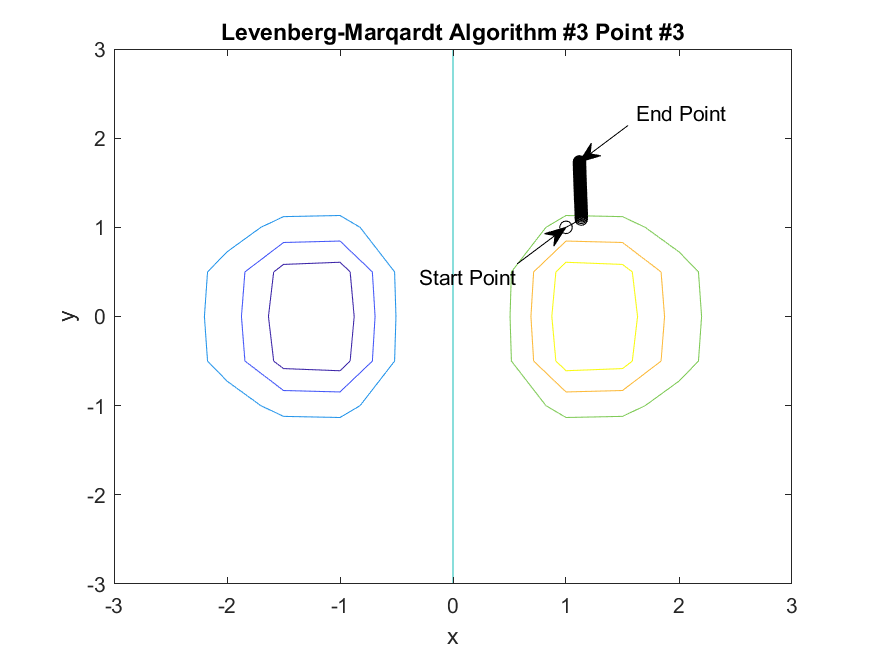 Levenberg-Marqardt Algorithm #3 Point #3
3
2
1
0
-1
-2
-3
y
End Point
Start Point
-3 -2 -1 0 1 2 3
x